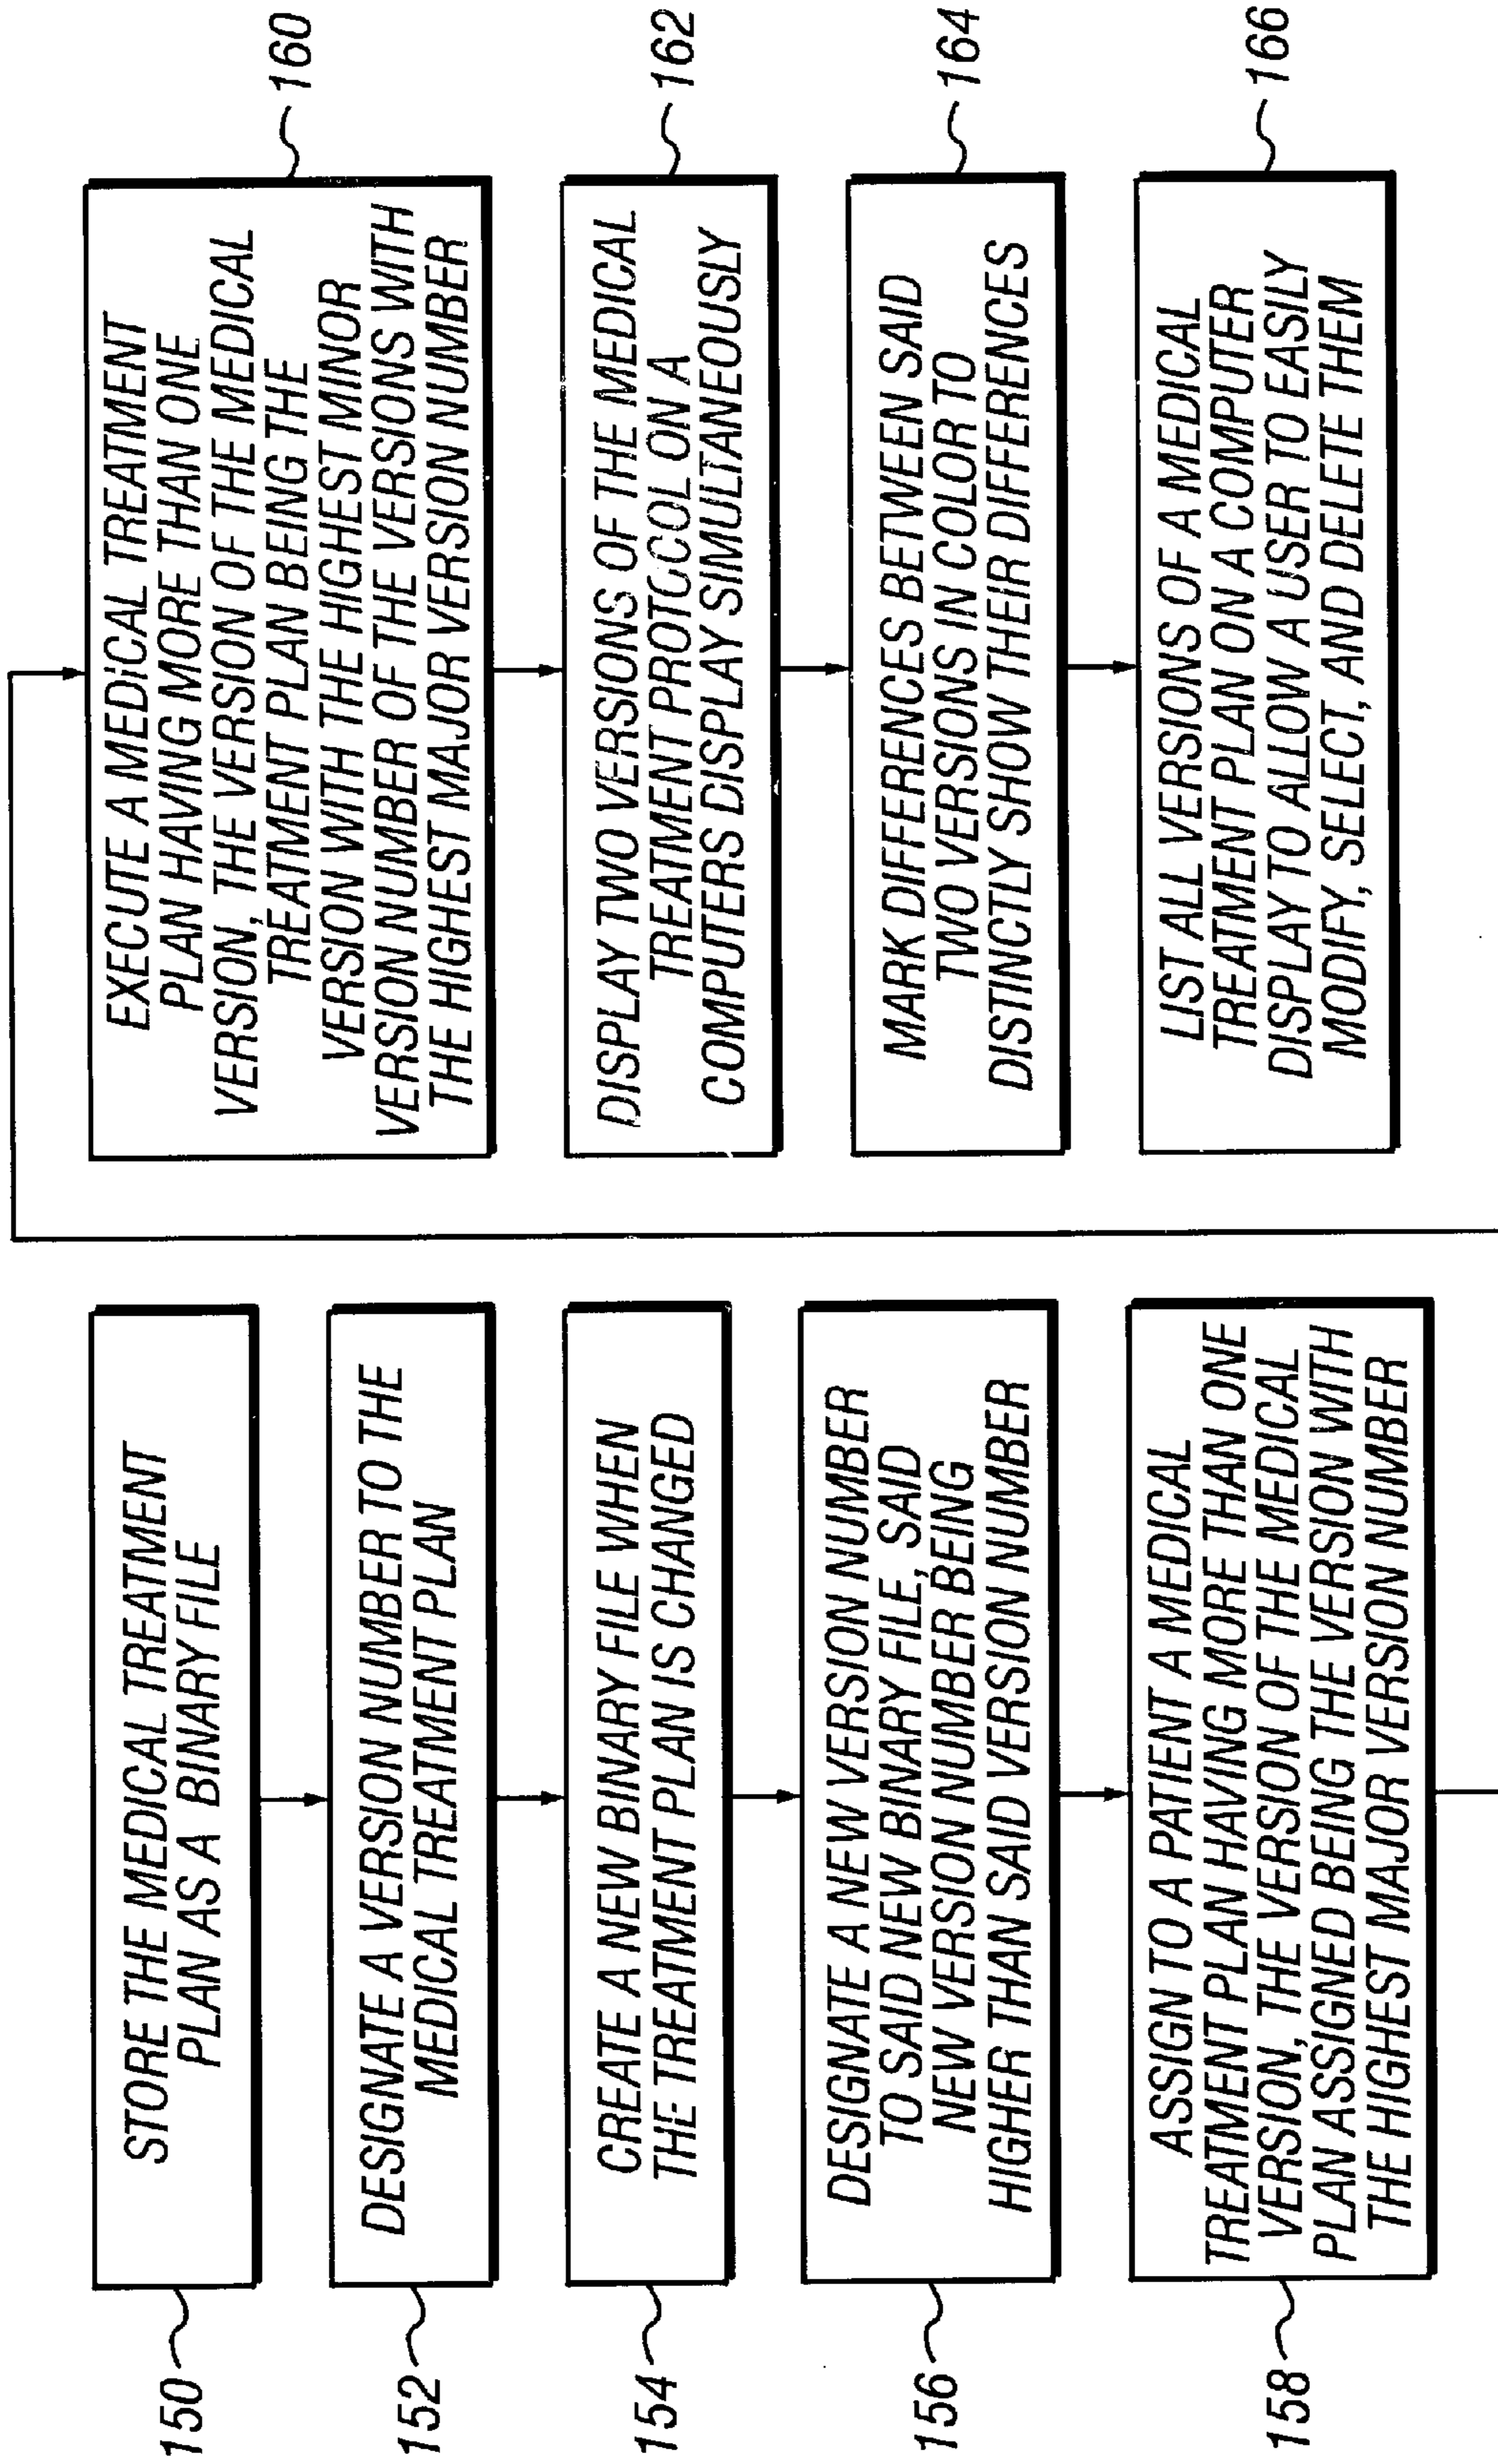 150
STORE THE MEDICAL TREATMENT
PLAN AS A BINARY FILE
152
DESIGNATE A VERSION NUMBER TO THE
MEDICAL TREATMENT PLAN
154
CREATE A NEW BINARY FILE WHEN
THE TREATMENT PLAN IS CHANGED
156
DESIGNATE A NEW VERSION NUMBER
TO SAID NEW BINARY FILE, SAID
NEW VERSION NUMBER BEING
HIGHER THAN SAID VERSION NUMBER
158
ASSIGN TO A PATIENT A MEDICAL
TREATMENT PLAN HAVING MORE THAN ONE
VERSION, THE VERSION OF THE MEDICAL
PLAN ASSIGNED BEING THE VERSION WITH
THE HIGHEST MAJOR VERSION NUMBER
160
EXECUTE A MEDICAL TREATMENT
PLAN HAVING MORE THAN ONE
VERSION, THE VERSION OF THE MEDICAL
TREATMENT PLAN BEING THE
VERSION WITH THE HIGHEST MINOR
VERSION NUMBER OF THE VERSIONS WITH
THE HIGHEST MAJOR VERSION NUMBER
162
DISPLAY TWO VERSIONS OF THE MEDICAL
TREATMENT PROTOCOL ON A
COMPUTERS DISPLAY SIMULTANEOUSLY
164
MARK DIFFERENCES BETWEEN SAID
TWO VERSIONS IN COLOR TO
DISTINCTLY SHOW THEIR DIFFERENCES
166
LIST ALL VERSIONS OF A MEDICAL
TREATMENT PLAN ON A COMPUTER
DISPLAY TO ALLOW A USER TO EASILY
MODIFY, SELECT, AND DELETE THEM